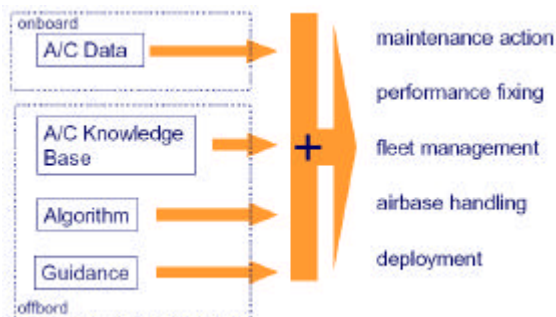 onboard
A/C Data
A/C Knowledge
Base
Algorithm
Guidance
offbord
+
maintenance action
performance fixing
fleet management
airbase handling
deployment